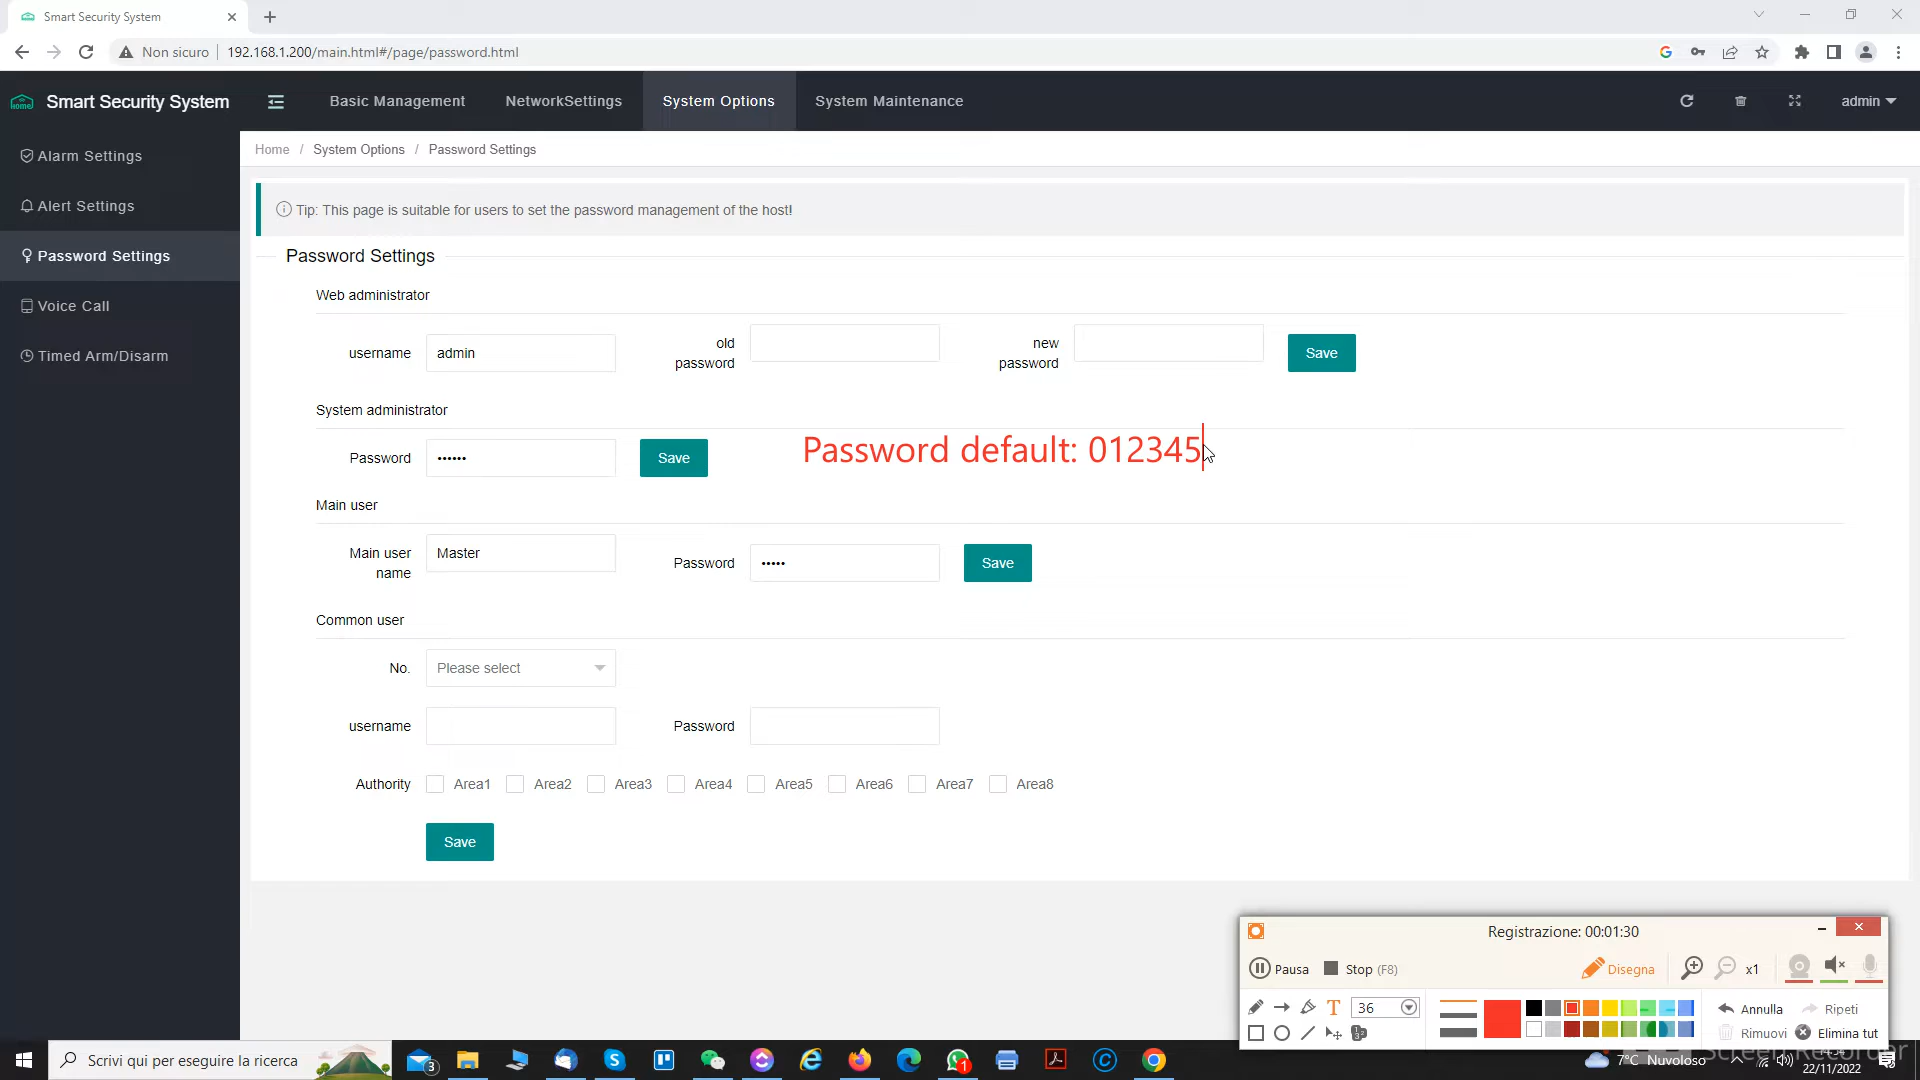 Smart Security System
Non sicuro
192.168.1.200/main.html#/page/password.html
HOME
Smart Security System
Basic Management
NetworkSettings
System Options
System Maintenance
admin
Alarm Settings
Alert Settings
Password Settings
Voice Call
Timed Arm/Disarm
Home / System Options / Password Settings
Tip: This page is suitable for users to set the password management of the host!
Password Settings
Web administrator
username
admin
old
password
new
password
Save
System administrator
Password
••••••
Save
Password default: 012345
Main user
Main user
name
Master
Password
•••••
Save
Common user
No.
Please select
username
Password
Authority
Area1
Area2
Area3
Area4
Area5
Area6
Area7
Area8
Save
Registrazione: 00:01:30
Pausa
Stop (F8)
Disegna
x1
T
36
Annulla
Ripeti
Rimuovi
Elimina tut
Scrivi qui per eseguire la ricerca
3
1
7°C Nuvoloso
22/11/2022